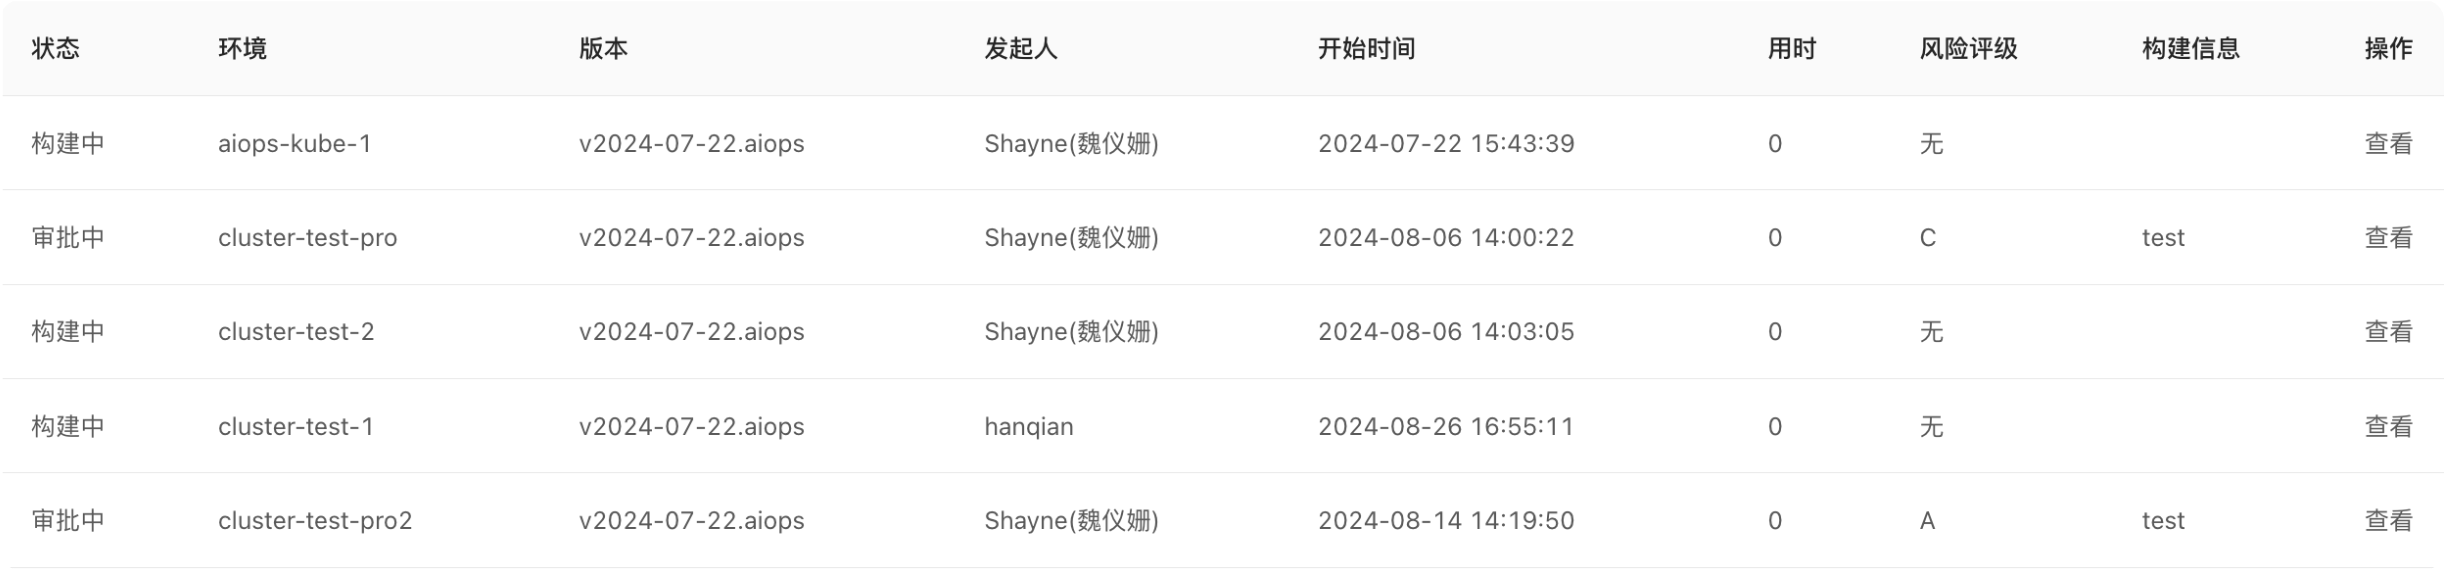 状态 环境 版本 发起人 开始时间 用时 风险评级 构建信息 操作
构建中 aiops-kube-1 v2024-07-22.aiops Shayne(魏仪姗) 2024-07-22 15:43:39 0 无 查看
审批中 cluster-test-pro v2024-07-22.aiops Shayne(魏仪姗) 2024-08-06 14:00:22 0 C test 查看
构建中 cluster-test-2 v2024-07-22.aiops Shayne(魏仪姗) 2024-08-06 14:03:05 0 无 查看
构建中 cluster-test-1 v2024-07-22.aiops hanqian 2024-08-26 16:55:11 0 无 查看
审批中 cluster-test-pro2 v2024-07-22.aiops Shayne(魏仪姗) 2024-08-14 14:19:50 0 A test 查看